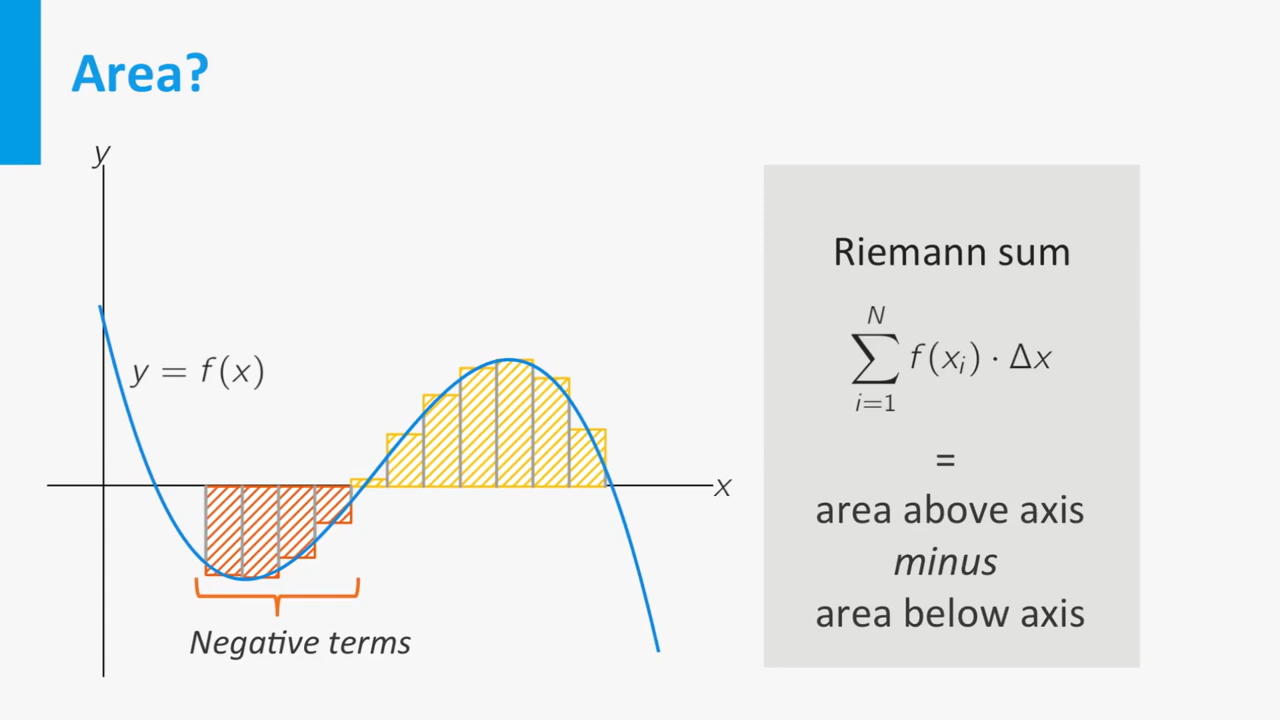 Area?
y
y = f(x)
x
Negative terms
Riemann sum
N
∑ f(xᵢ) · Δx
i=1
=
area above axis
minus
area below axis